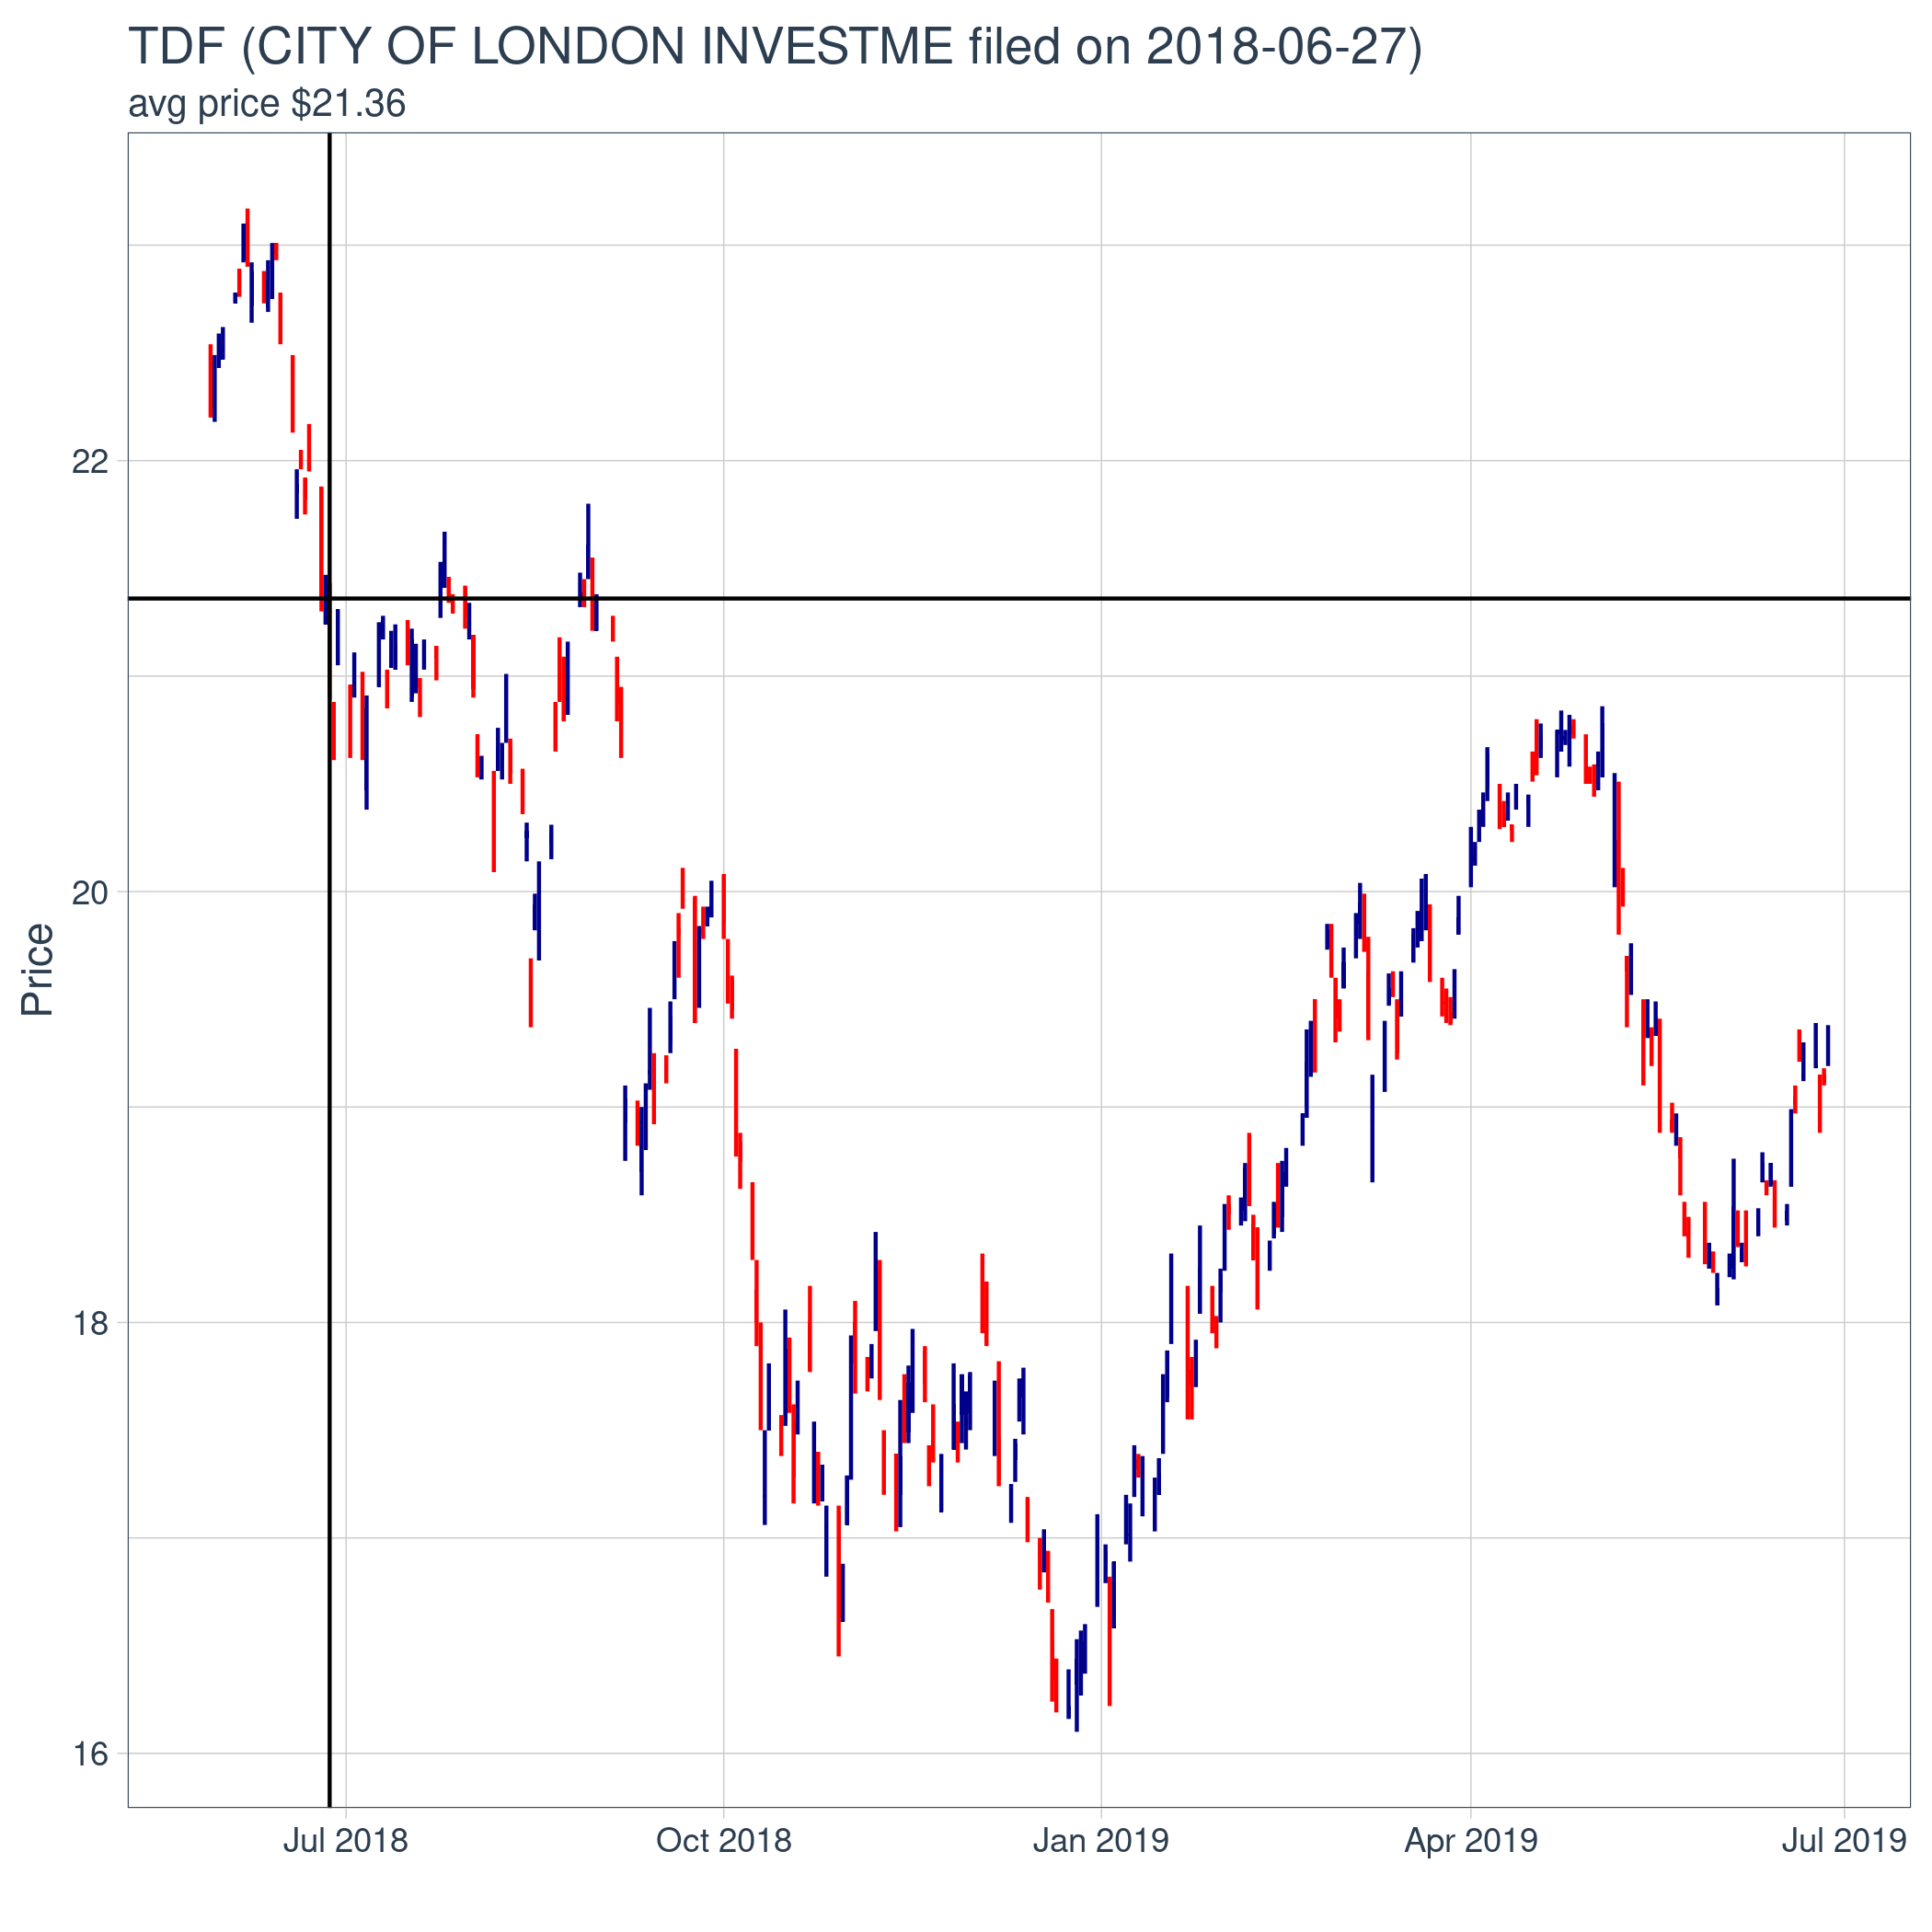 TDF (CITY OF LONDON INVESTME filed on 2018-06-27)
avg price $21.36
Price
22
20
18
16
Jul 2018
Oct 2018
Jan 2019
Apr 2019
Jul 2019